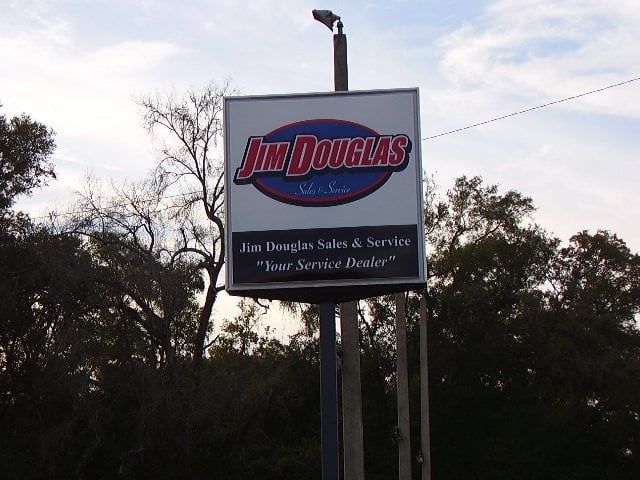 JIM DOUGLAS
Sales & Service
Jim Douglas Sales & Service
"Your Service Dealer"